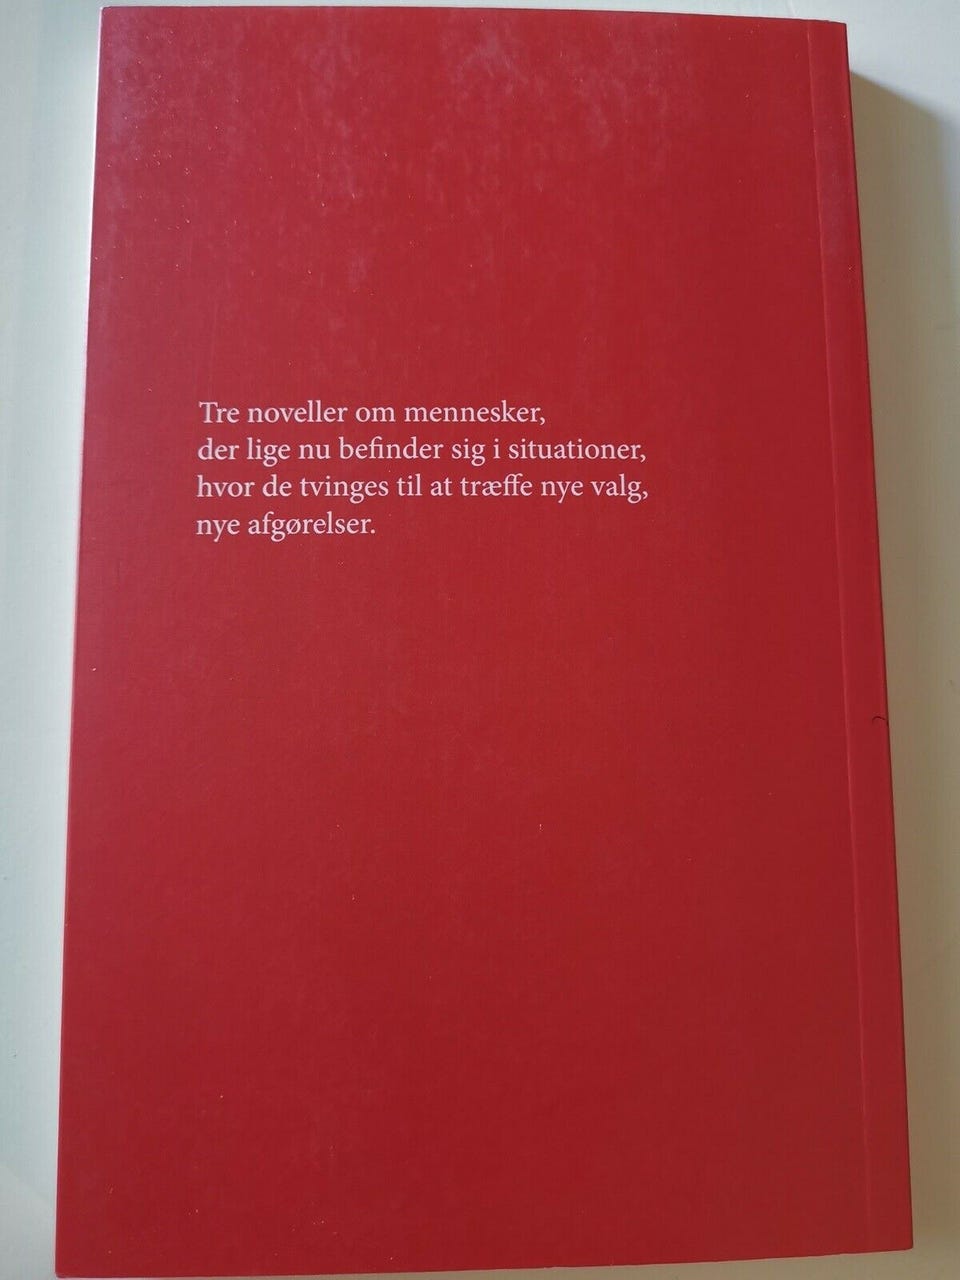 Tre noveller om mennesker,
der lige nu befinder sig i situationer,
hvor de tvinges til at træffe nye valg,
nye afgørelser.